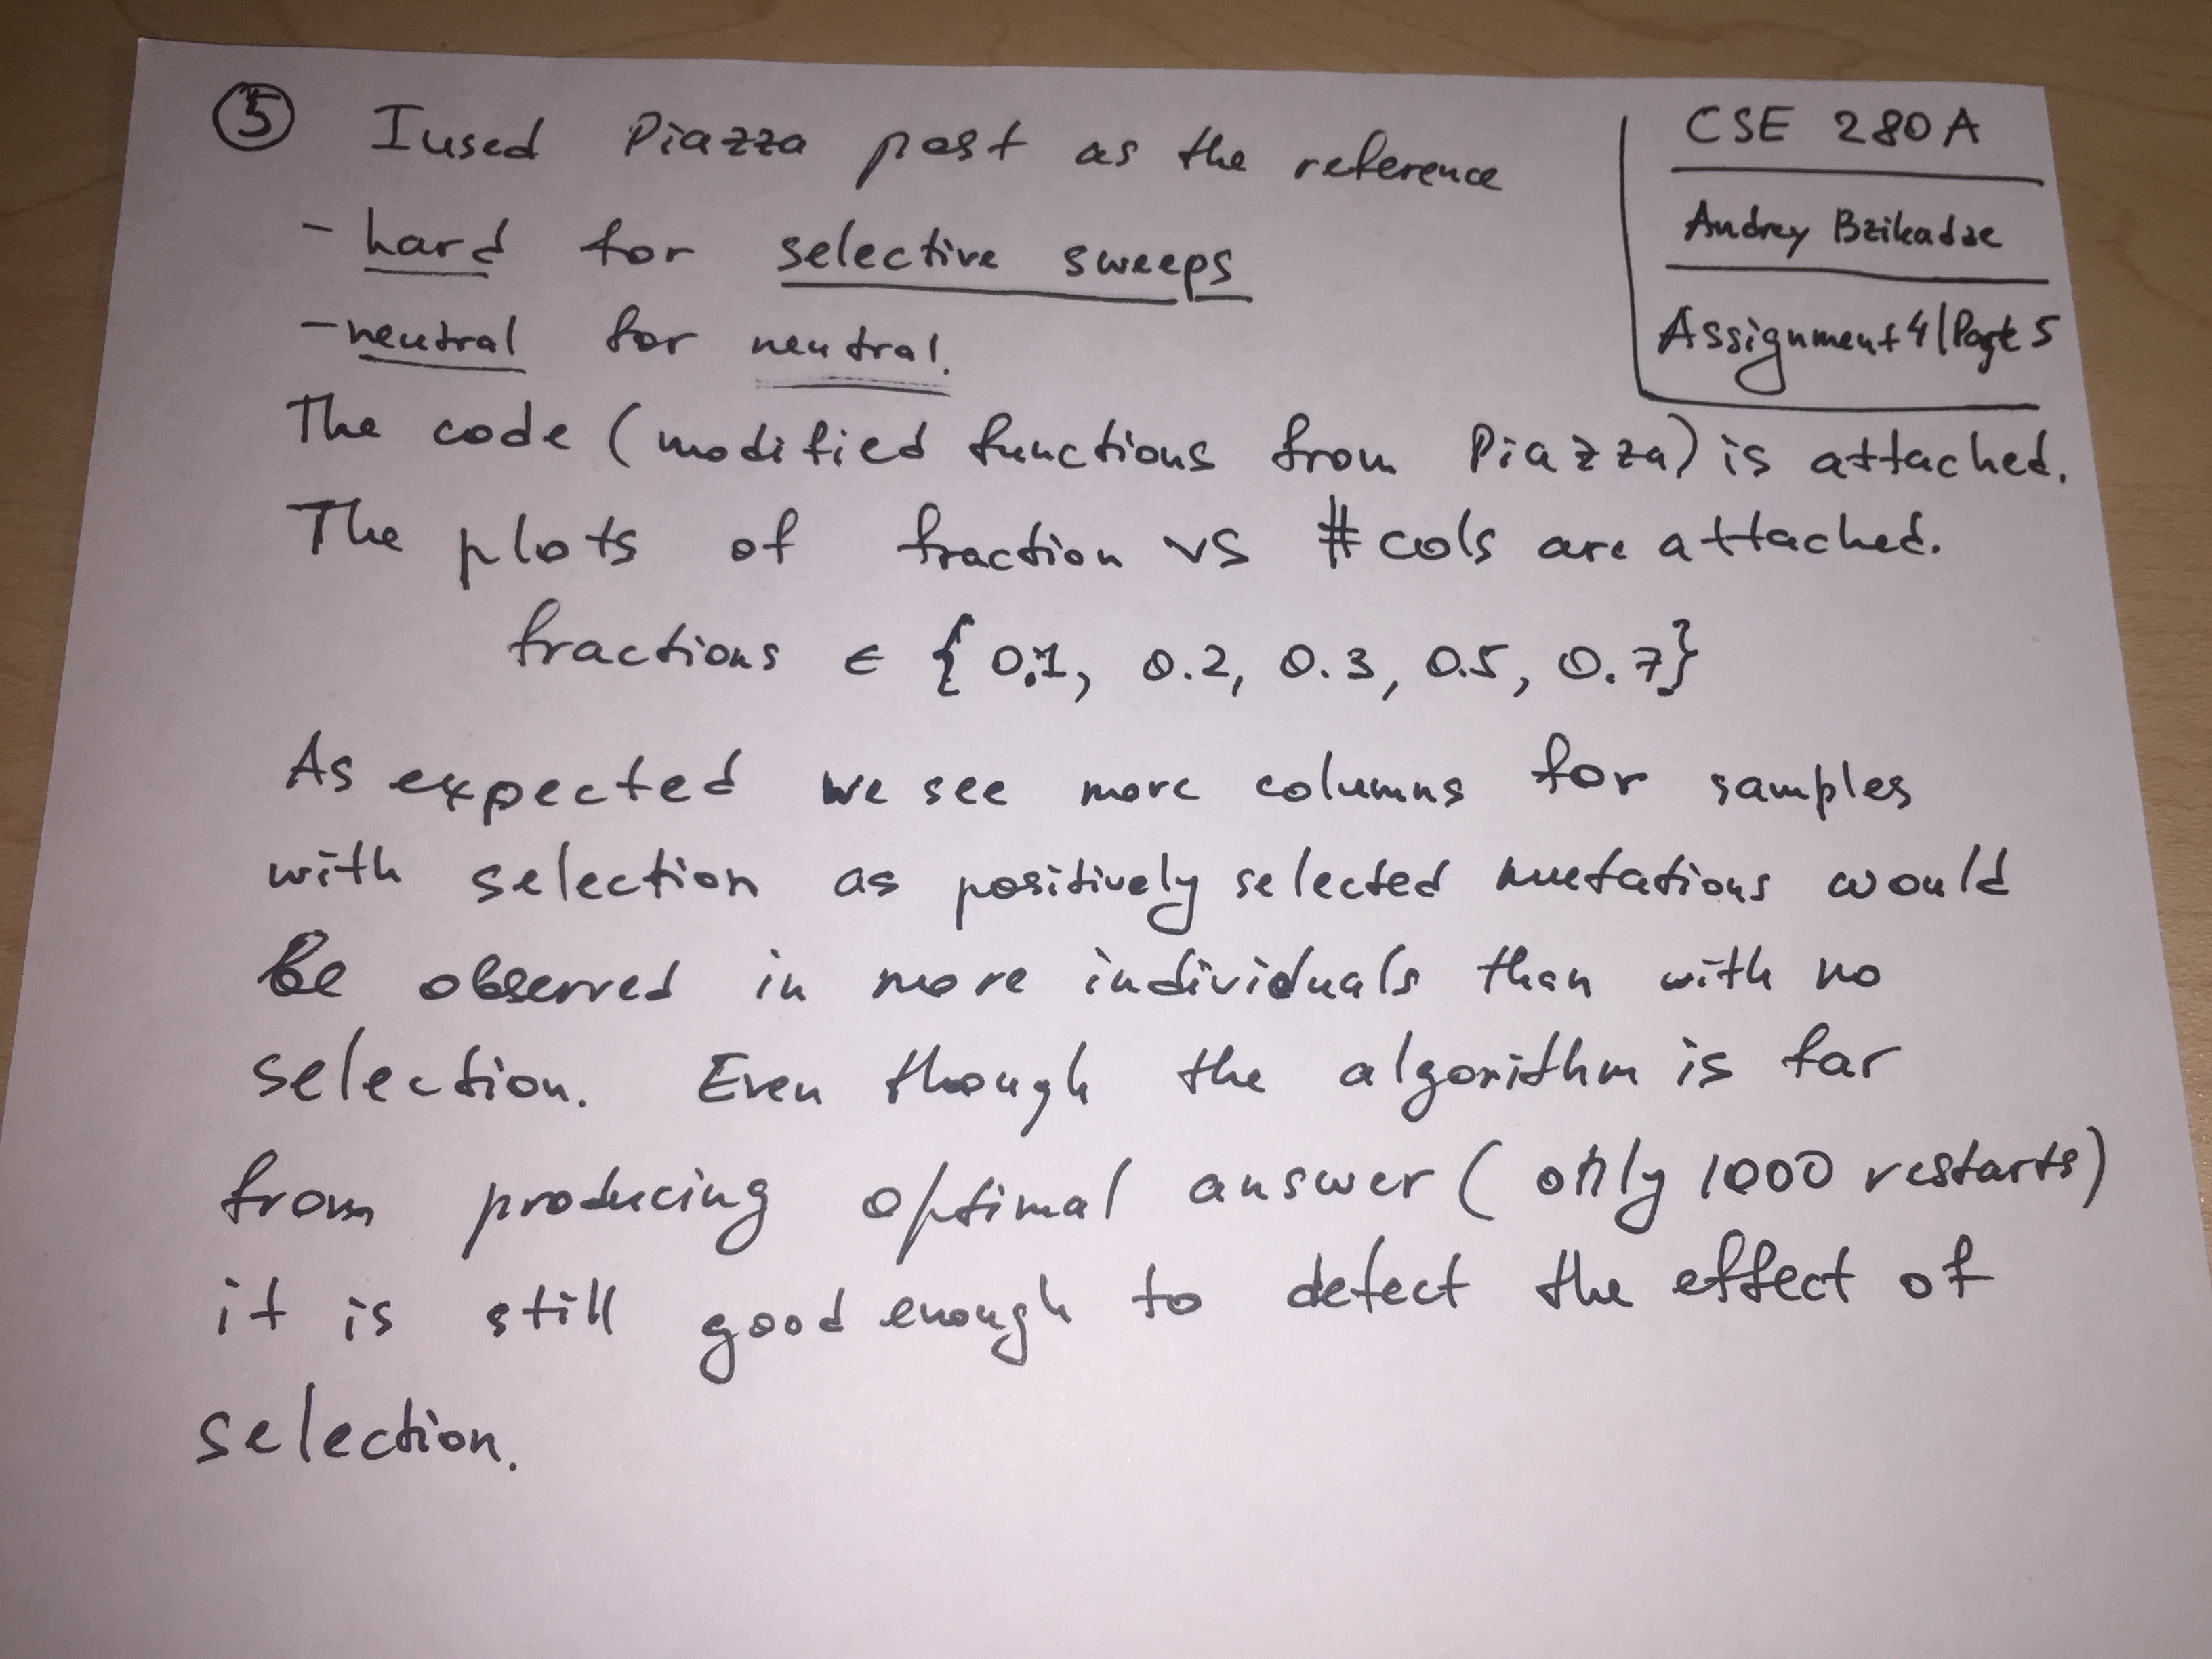 ⑤ I used Piazza post as the reference
- hard for selective sweeps
- neutral for neutral.
CSE 280A
Andrey Bzikadze
Assignment 4 | Page 5
The code (modified functions from Piazza) is attached.
The plots of fraction vs # cols are attached.
fractions ∈ {0.1, 0.2, 0.3, 0.5, 0.7}
As expected we see more columns for samples
with selection as positively selected mutations would
be observed in more individuals than with no
selection. Even though the algorithm is far
from producing optimal answer (only 1000 restarts)
it is still good enough to detect the effect of
selection.